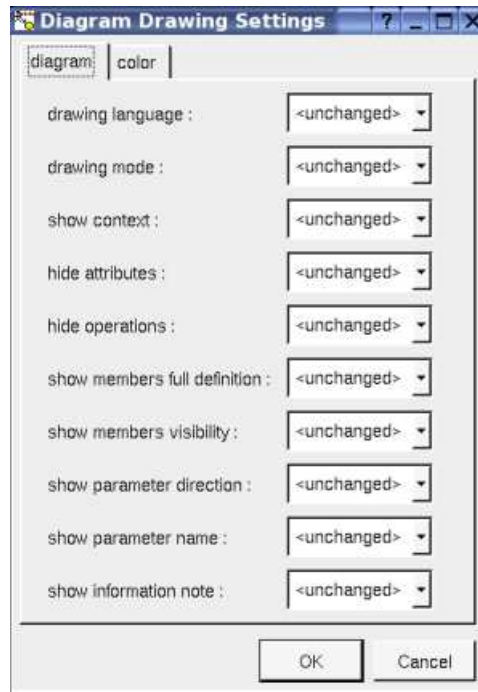 Diagram Drawing Settings ? _ □ X
diagram color
drawing language : <unchanged>
drawing mode : <unchanged>
show context : <unchanged>
hide attributes : <unchanged>
hide operations : <unchanged>
show members full definition : <unchanged>
show members visibility : <unchanged>
show parameter direction : <unchanged>
show parameter name : <unchanged>
show information note : <unchanged>
OK Cancel